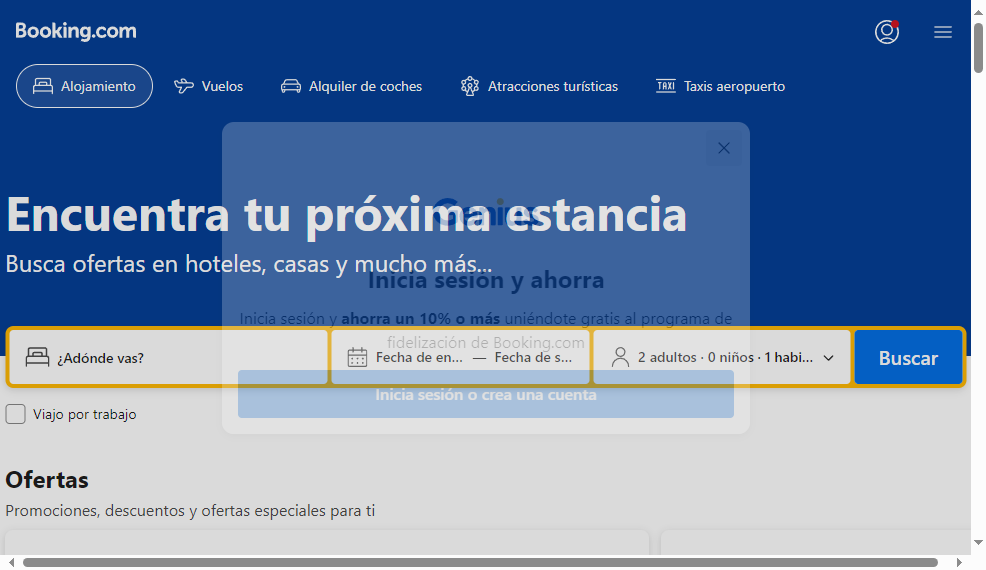 Booking.com
Alojamiento
Vuelos
Alquiler de coches
Atracciones turísticas
TAXI Taxis aeropuerto
Encuentra tu próxima estancia
Genius
Busca ofertas en hoteles, casas y mucho más...
Inicia sesión y ahorra
Inicia sesión y ahorra un 10% o más uniéndote gratis al programa de
fidelización de Booking.com
¿Adónde vas?
Fecha de en... — Fecha de s...
2 adultos · 0 niños · 1 habi...
Buscar
Inicia sesión o crea una cuenta
Viajo por trabajo
Ofertas
Promociones, descuentos y ofertas especiales para ti